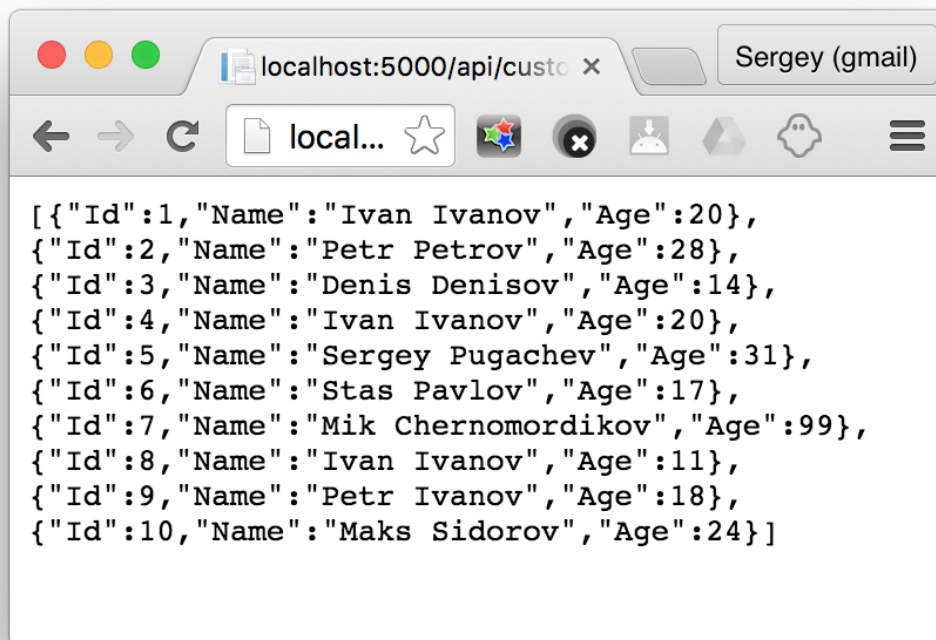 localhost:5000/api/custo
Sergey (gmail)
local...
[{"Id":1,"Name":"Ivan Ivanov","Age":20},
{"Id":2,"Name":"Petr Petrov","Age":28},
{"Id":3,"Name":"Denis Denisov","Age":14},
{"Id":4,"Name":"Ivan Ivanov","Age":20},
{"Id":5,"Name":"Sergey Pugachev","Age":31},
{"Id":6,"Name":"Stas Pavlov","Age":17},
{"Id":7,"Name":"Mik Chernomordikov","Age":99},
{"Id":8,"Name":"Ivan Ivanov","Age":11},
{"Id":9,"Name":"Petr Ivanov","Age":18},
{"Id":10,"Name":"Maks Sidorov","Age":24}]